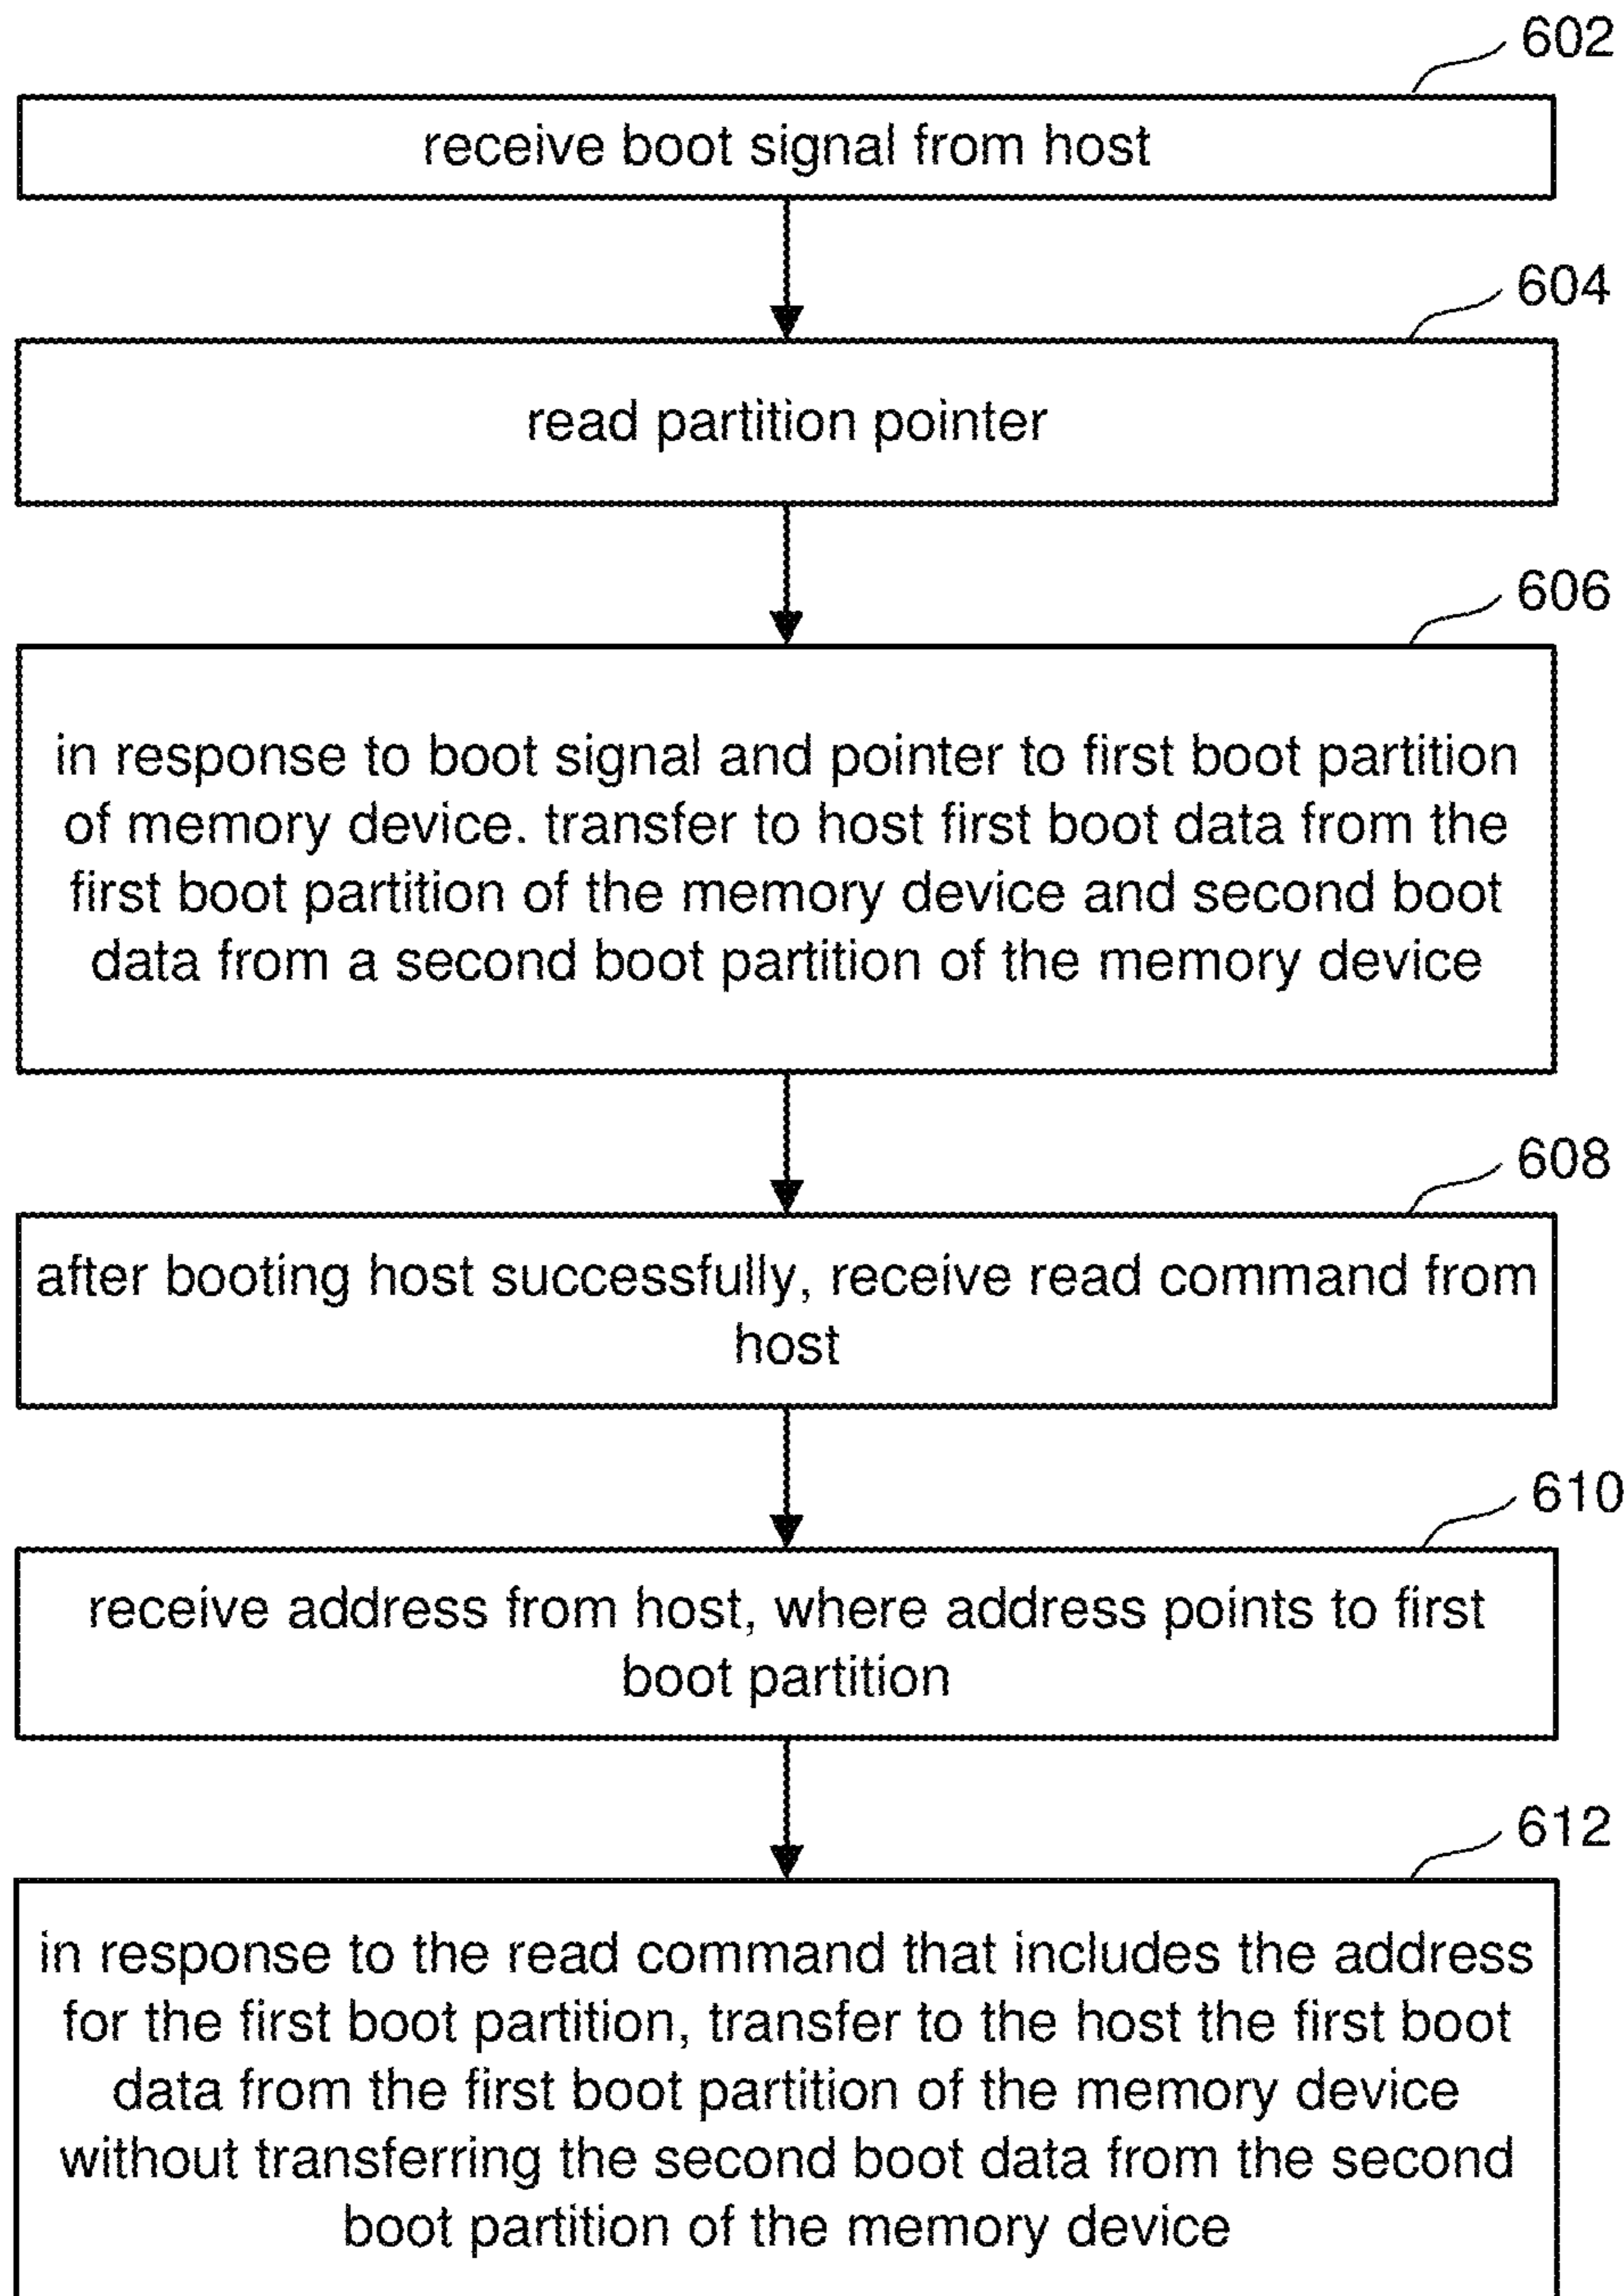 602
receive boot signal from host
604
read partition pointer
606
in response to boot signal and pointer to first boot partition
of memory device. transfer to host first boot data from the
first boot partition of the memory device and second boot
data from a second boot partition of the memory device
608
after booting host successfully, receive read command from
host
610
receive address from host, where address points to first
boot partition
612
in response to the read command that includes the address
for the first boot partition, transfer to the host the first boot
data from the first boot partition of the memory device
without transferring the second boot data from the second
boot partition of the memory device